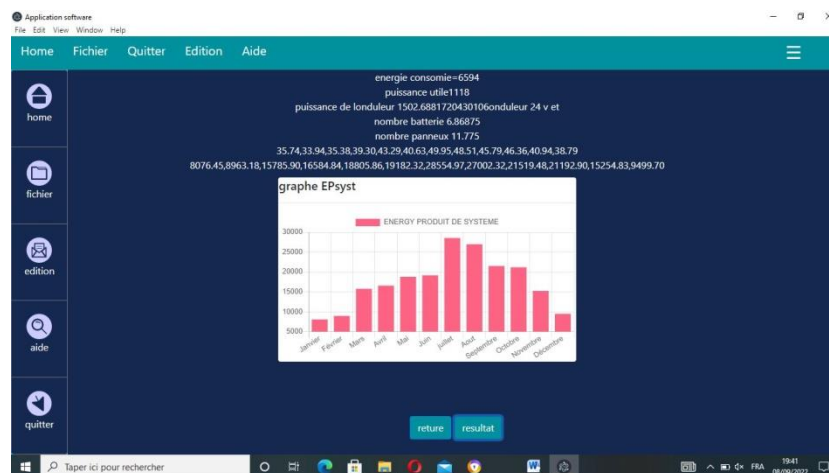 Application software
File Edit View Window Help
Home Fichier Quitter Edition Aide
home
fichier
edition
aide
quitter
energie consomie=6594
puissance utile1118
puissance de londuleur 1502.6881720430106onduleur 24 v et
nombre batterie 6.86875
nombre panneux 11.775
35.74,33.94,35.38,39.30,43.29,40.63,49.95,48.51,45.79,46.36,40.94,38.79
8076.45,8963.18,15785.90,16584.84,18805.86,19182.32,28554.97,27002.32,21519.48,21192.90,15254.83,9499.70
graphe EPsyst
ENERGY PRODUIT DE SYSTEME
30000
25000
20000
15000
10000
5000
Janvier Fevrier Mars Avril Mai Juin juillet Aout Septembre Octobre Novembre Décembre
reture resultat
Taper ici pour rechercher
W
FRA
19:41
08/09/2022